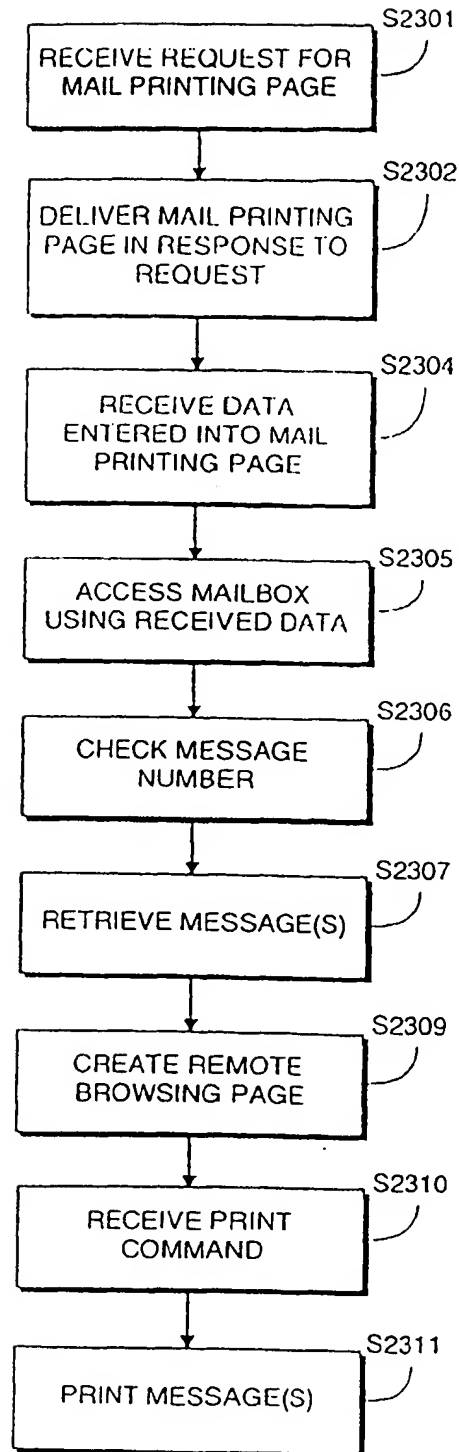 S2301
RECEIVE REQUEST FOR
MAIL PRINTING PAGE
S2302
DELIVER MAIL PRINTING
PAGE IN RESPONSE TO
REQUEST
S2304
RECEIVE DATA
ENTERED INTO MAIL
PRINTING PAGE
S2305
ACCESS MAILBOX
USING RECEIVED DATA
S2306
CHECK MESSAGE
NUMBER
S2307
RETRIEVE MESSAGE(S)
S2309
CREATE REMOTE
BROWSING PAGE
S2310
RECEIVE PRINT
COMMAND
S2311
PRINT MESSAGE(S)